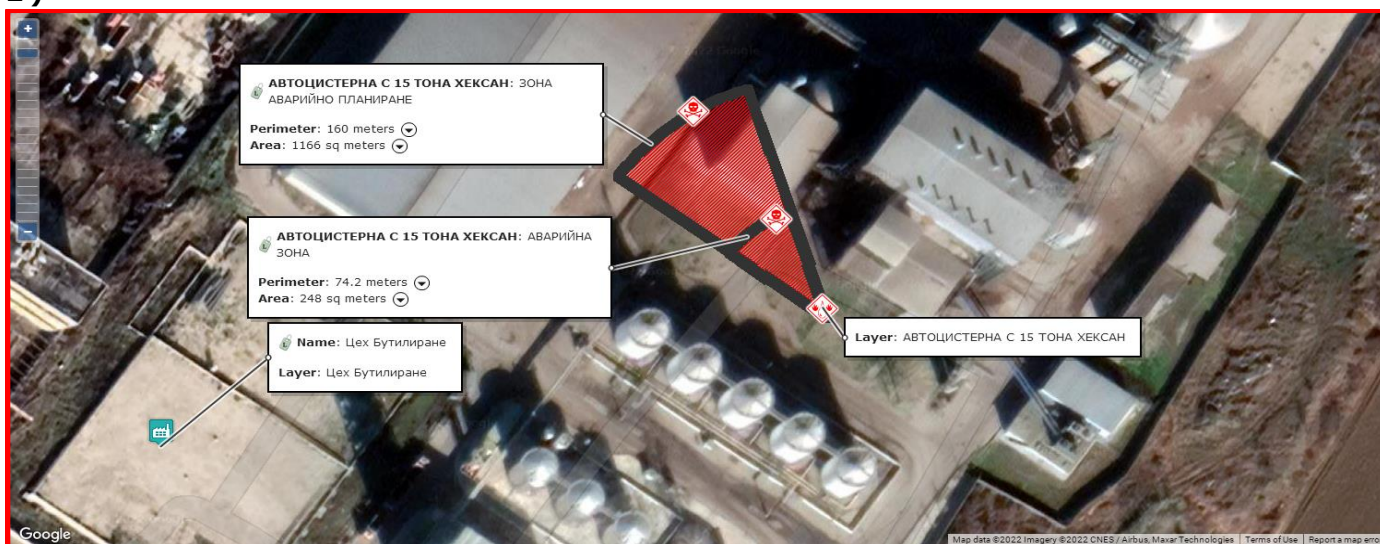 © 2022 Google
АВТОЦИСТЕРНА С 15 ТОНА ХЕКСАН: ЗОНА
АВАРИЙНО ПЛАНИРАНЕ
Perimeter: 160 meters
Area: 1166 sq meters
АВТОЦИСТЕРНА С 15 ТОНА ХЕКСАН: АВАРИЙНА
ЗОНА
Perimeter: 74.2 meters
Area: 248 sq meters
Layer: АВТОЦИСТЕРНА С 15 ТОНА ХЕКСАН
Name: Цех Бутилиране
Layer: Цех Бутилиране
Google
Map data ©2022 Imagery ©2022 CNES / Airbus, Maxar Technologies Terms of Use Report a map erro